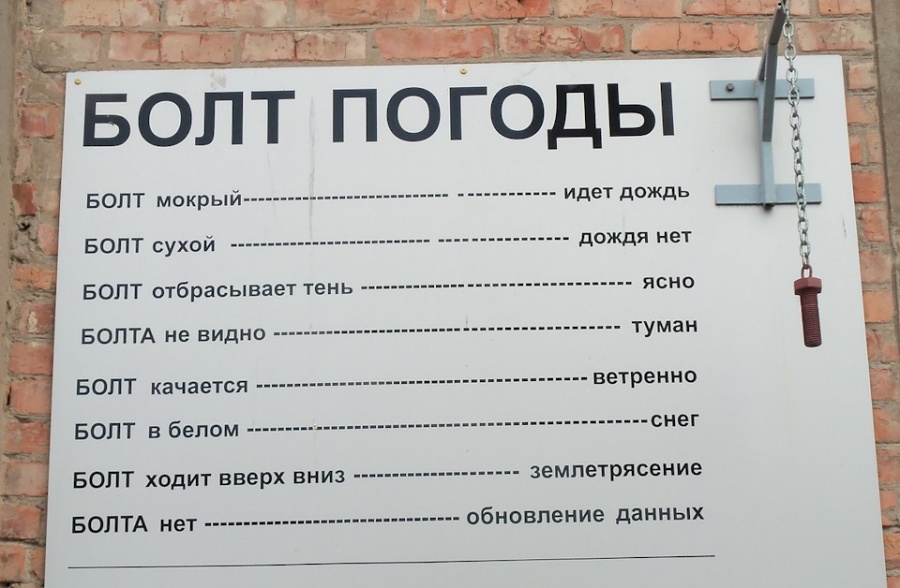 БОЛТ ПОГОДЫ
БОЛТ мокрый---------------------- ----------- идет дождь
БОЛТ сухой ---------------------- --------------- дождя нет
БОЛТ отбрасывает тень ------------------------------ ясно
БОЛТА не видно -------------------------------------- туман
БОЛТ качается ------------------------------------- ветренно
БОЛТ в белом --------------------------------------------снег
БОЛТ ходит вверх вниз ------------------ землетрясение
БОЛТА нет ---------------------------- обновление данных